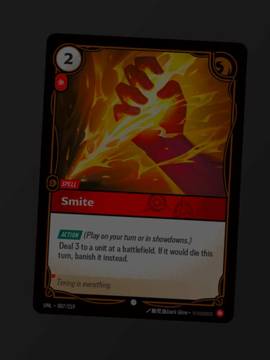 2
SPELL
Smite
ACTION (Play on your turn or in showdowns.)
Deal 3 to a unit at a battlefield. If it would die this
turn, banish it instead.
Timing is everything.